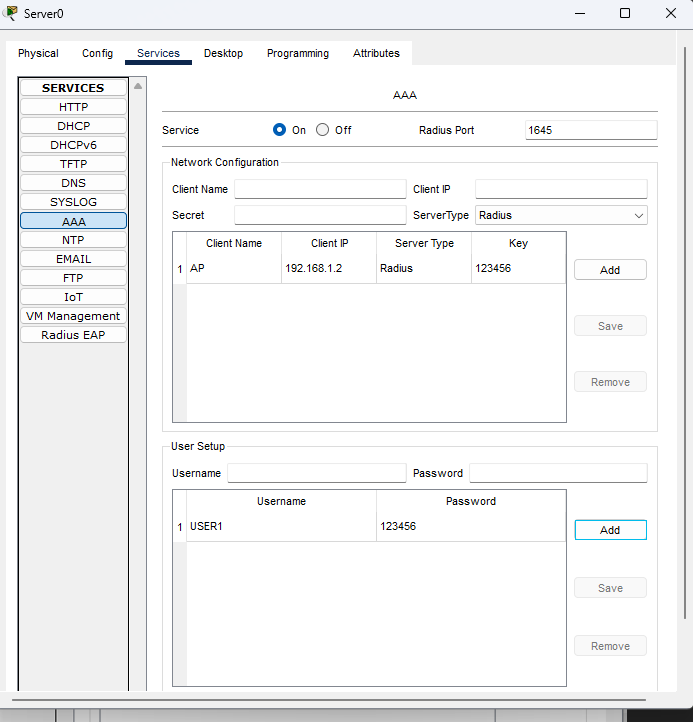 Server0
Physical Config Services Desktop Programming Attributes
SERVICES
HTTP
DHCP
DHCPv6
TFTP
DNS
SYSLOG
AAA
NTP
EMAIL
FTP
IoT
VM Management
Radius EAP
AAA
Service On Off Radius Port 1645
Network Configuration
Client Name Client IP
Secret ServerType Radius
Client Name Client IP Server Type Key
1 AP 192.168.1.2 Radius 123456
Add
Save
Remove
User Setup
Username Password
Username Password
1 USER1 123456
Add
Save
Remove